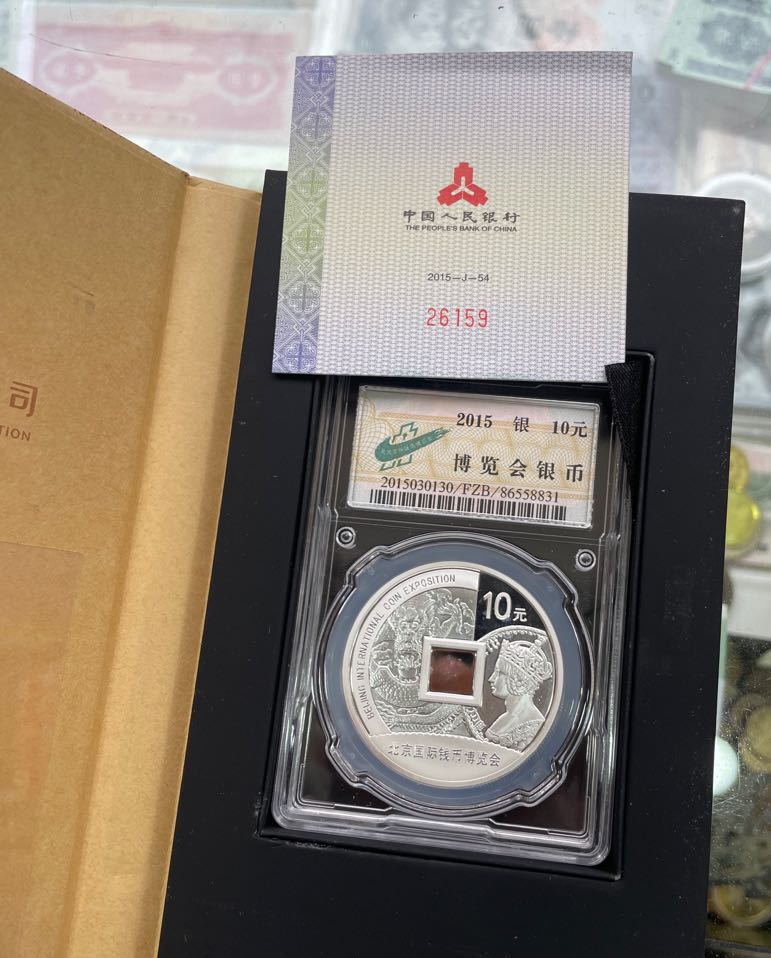 中国人民银行
THE PEOPLE'S BANK OF CHINA
2015—J—54
26159
司
TION
2015 银 10元
博览会银币
2015030130/FZB/86558831
BEIJING INTERNATIONAL COIN EXPOSITION
10元
北京国际钱币博览会